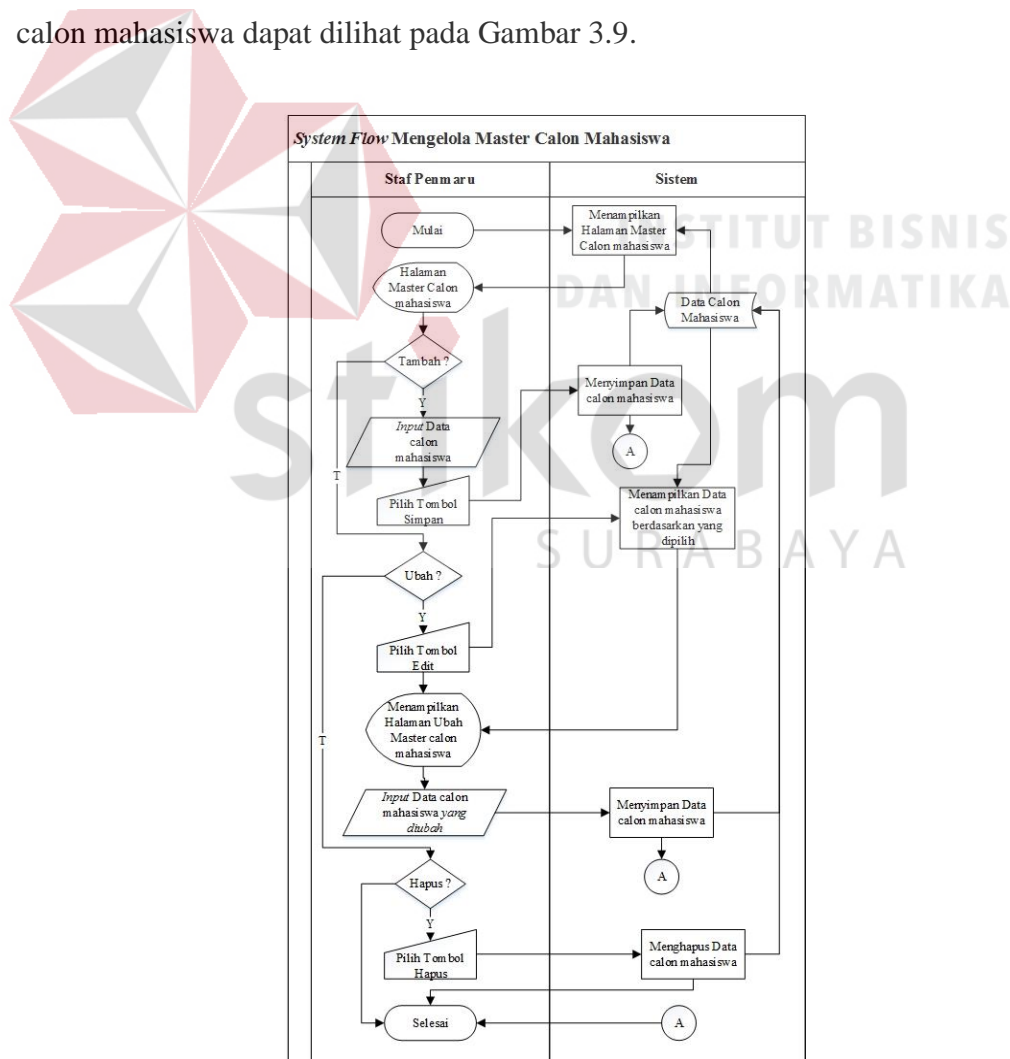 calon mahasiswa dapat dilihat pada Gambar 3.9.
System Flow Mengelola Master Calon Mahasiswa
Staf Penmaru
Sistem
Mulai
Menampilkan
Halaman Master
Calon mahasiswa
INSTITUT BISNIS
DAN INFORMATIKA
stikom
SURABAYA
Halaman
Master Calon
mahasiswa
Data Calon
Mahasiswa
Tambah ?
Y
T
Input Data
calon
mahasiswa
Menyimpan Data
calon mahasiswa
A
Pilih Tombol
Simpan
Menampilkan Data
calon mahasiswa
berdasarkan yang
dipilih
Ubah ?
Y
T
Pilih Tombol
Edit
Menampilkan
Halaman Ubah
Master calon
mahasiswa
Input Data calon
mahasiswa yang
diubah
Menyimpan Data
calon mahasiswa
A
Hapus ?
Y
Pilih Tombol
Hapus
Menghapus Data
calon mahasiswa
Selesai
A